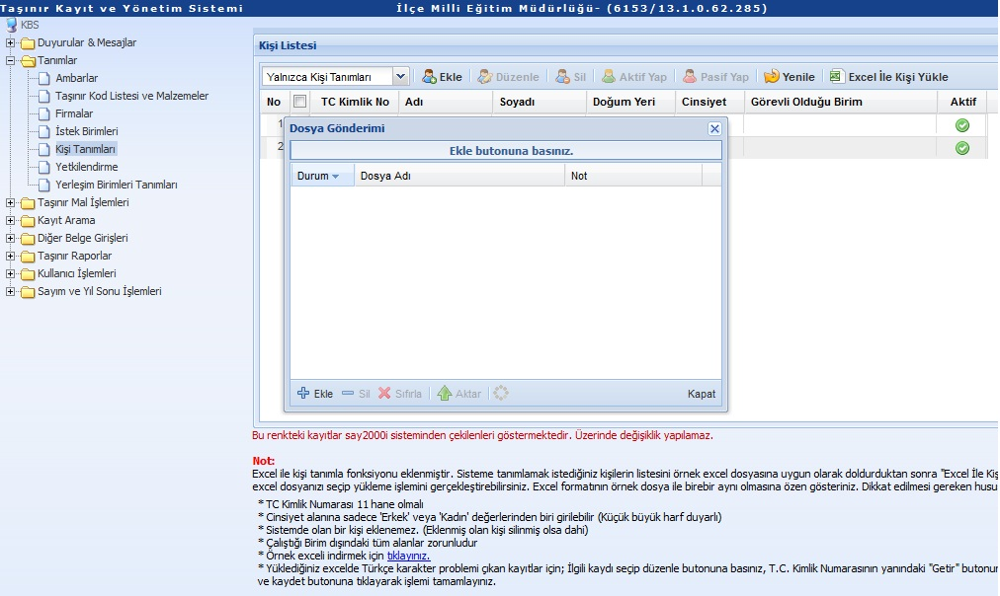 Taşınır Kayıt ve Yönetim Sistemi
İlçe Milli Eğitim Müdürlüğü- (6153/13.1.0.62.285)
KBS
Duyurular & Mesajlar
Tanımlar
Ambarlar
Taşınır Kod Listesi ve Malzemeler
Firmalar
İstek Birimleri
Kişi Tanımları
Yetkilendirme
Yerleşim Birimleri Tanımları
Taşınır Mal İşlemleri
Kayıt Arama
Diğer Belge Girişleri
Taşınır Raporlar
Kullanıcı İşlemleri
Sayım ve Yıl Sonu İşlemleri
Kişi Listesi
Yalnızca Kişi Tanımları Ekle Düzenle Sil Aktif Yap Pasif Yap Yenile Excel İle Kişi Yükle
No TC Kimlik No Adı Soyadı Doğum Yeri Cinsiyet Görevli Olduğu Birim Aktif
1
2
Dosya Gönderimi
Ekle butonuna basınız.
Durum Dosya Adı Not
Ekle Sil Sıfırla Aktar Kapat
Bu renkteki kayıtlar say2000i sisteminden çekilenleri göstermektedir. Üzerinde değişiklik yapılamaz.
Not:
Excel ile kişi tanımla fonksiyonu eklenmiştir. Sisteme tanımlamak istediğiniz kişilerin listesini örnek excel dosyasına uygun olarak doldurduktan sonra "Excel İle Kiş
excel dosyanızı seçip yükleme işlemini gerçekleştirebilirsiniz. Excel formatının örnek dosya ile birebir aynı olmasına özen gösteriniz. Dikkat edilmesi gereken husu
* TC Kimlik Numarası 11 hane olmalı
* Cinsiyet alanına sadece 'Erkek' veya 'Kadın' değerlerinden biri girilebilir (Küçük büyük harf duyarlı)
* Sistemde olan bir kişi eklenemez. (Eklenmiş olan kişi silinmiş olsa dahi)
* Çalıştığı Birim dışındaki tüm alanlar zorunludur
* Örnek exceli indirmek için tıklayınız.
* Yüklediğiniz excelde Türkçe karakter problemi çıkan kayıtlar için; İlgili kaydı seçip düzenle butonuna basınız, T.C. Kimlik Numarasının yanındaki "Getir" butonun
ve kaydet butonuna tıklayarak işlemi tamamlayınız.